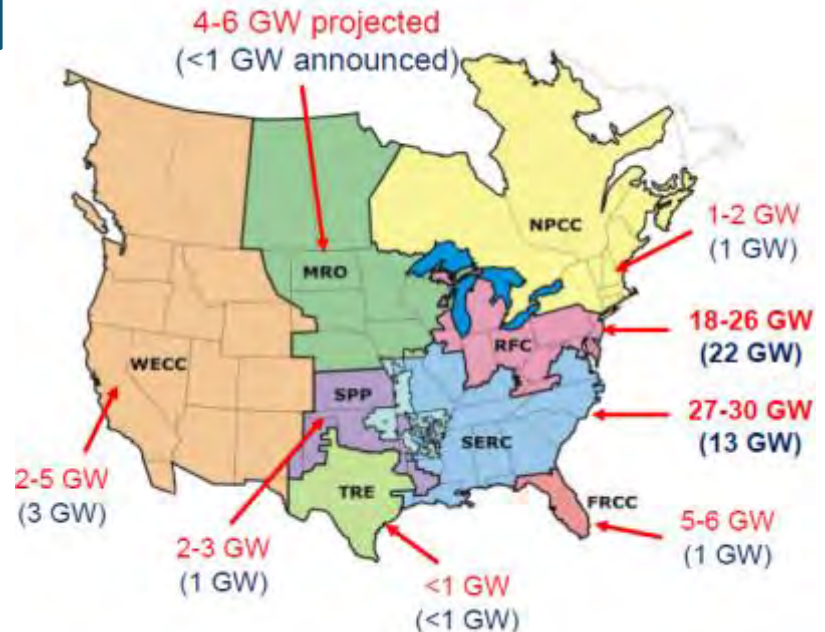 4-6 GW projected
(<1 GW announced)
NPCC
1-2 GW
(1 GW)
MRO
18-26 GW
(22 GW)
RFC
WECC
SPP
27-30 GW
(13 GW)
SERC
2-5 GW
(3 GW)
TRE
FRCC
5-6 GW
(1 GW)
2-3 GW
(1 GW)
<1 GW
(<1 GW)